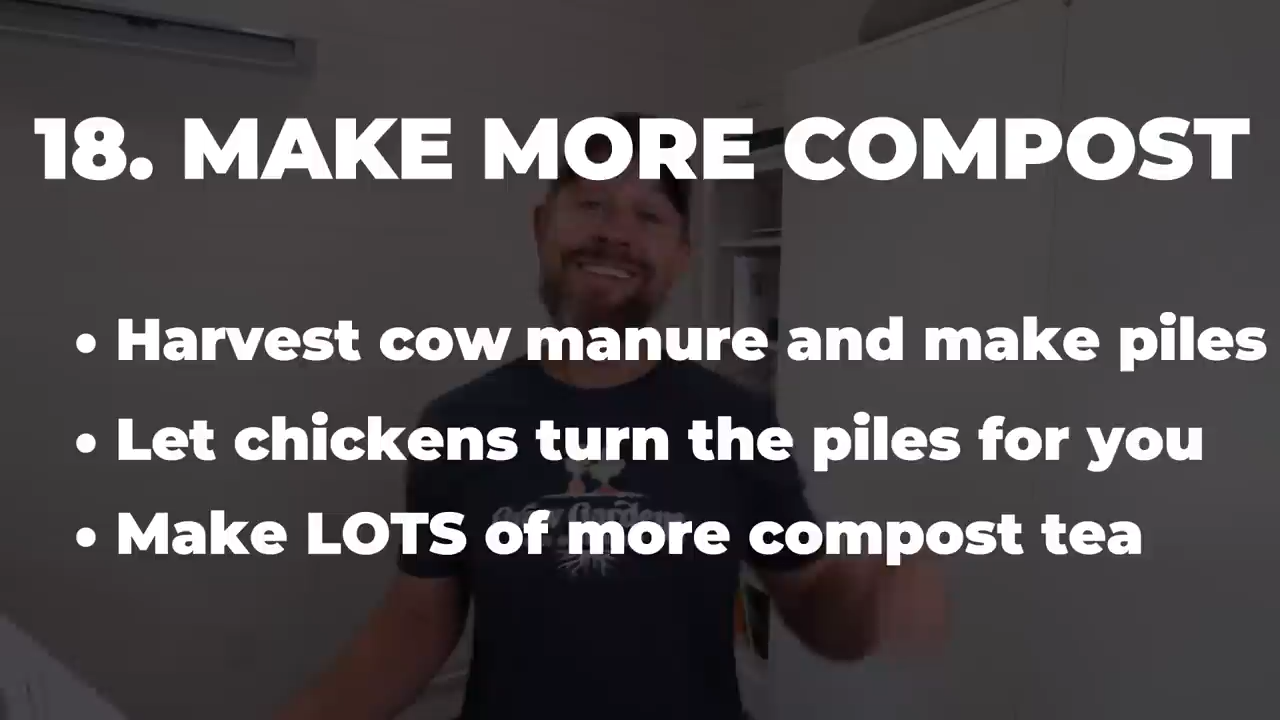 18. MAKE MORE COMPOST
• Harvest cow manure and make piles
• Let chickens turn the piles for you
• Make LOTS of more compost tea